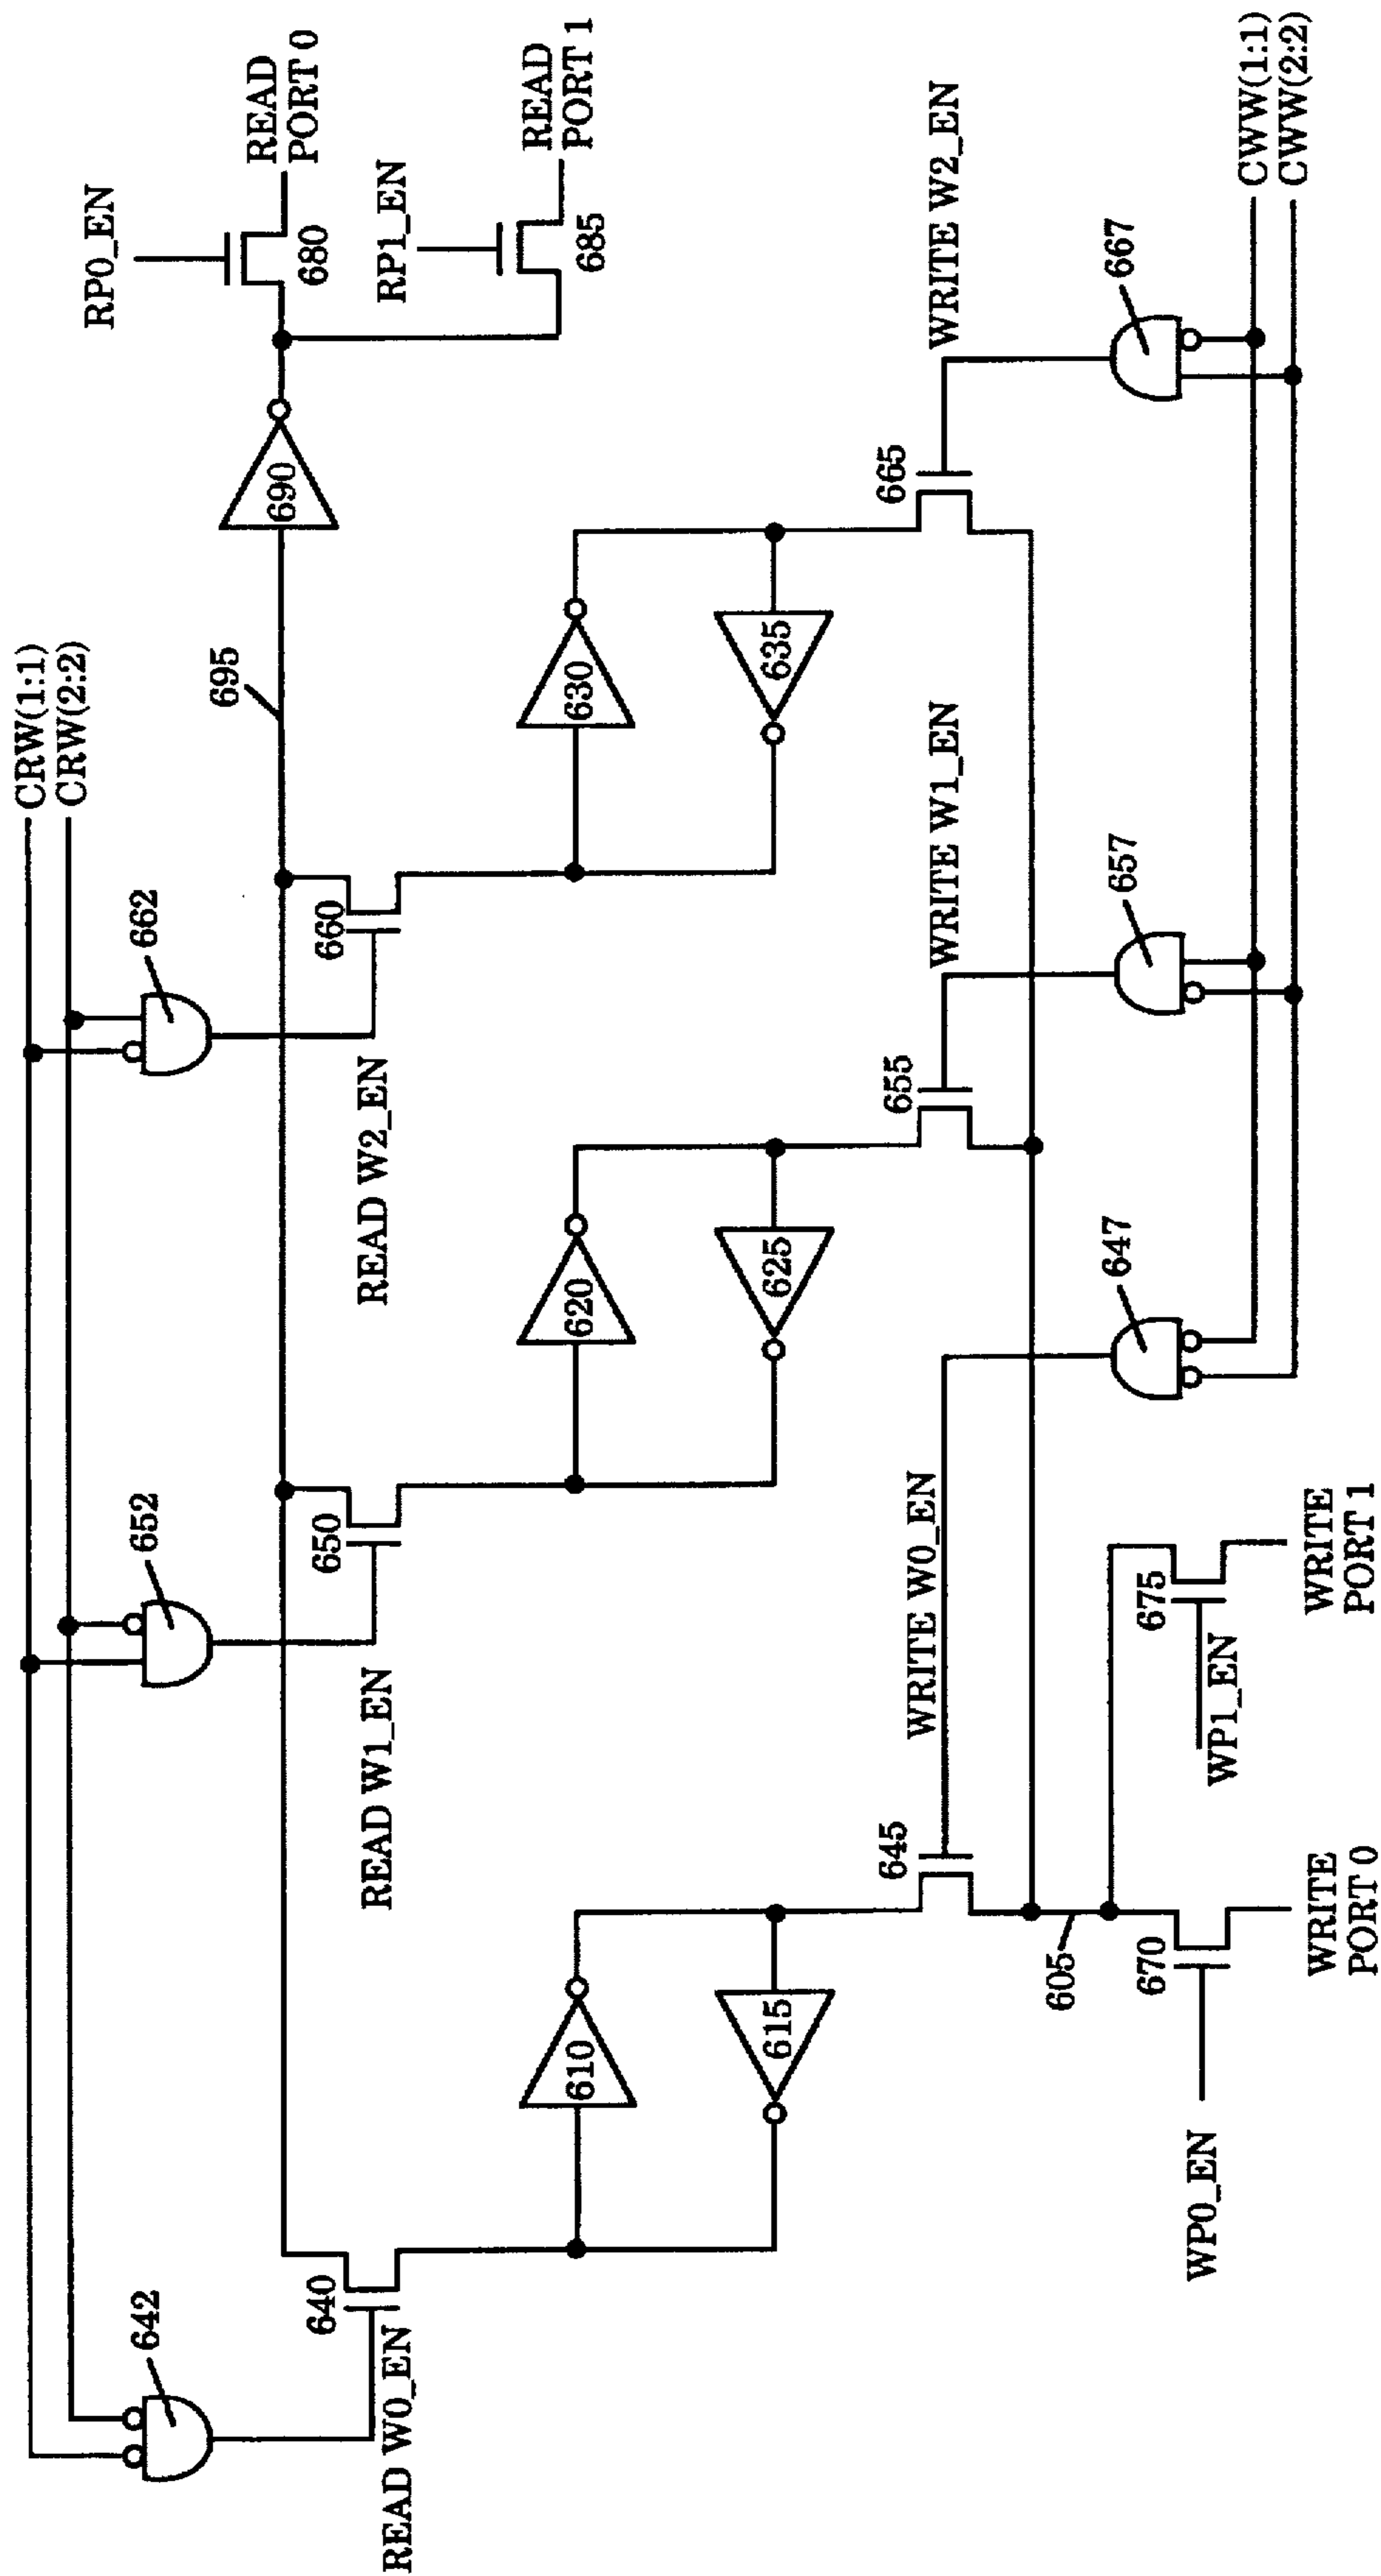 CRW(1:1)
CRW(2:2)
642
652
662
640
READ W0_EN
650
READ W1_EN
660
READ W2_EN
695
690
RP0_EN
680
READ
PORT 0
RP1_EN
685
READ
PORT 1
610
615
620
625
630
635
645
WRITE W0_EN
655
WRITE W1_EN
665
WRITE W2_EN
605
670
WP0_EN
WRITE
PORT 0
675
WP1_EN
WRITE
PORT 1
647
657
667
CWW(1:1)
CWW(2:2)